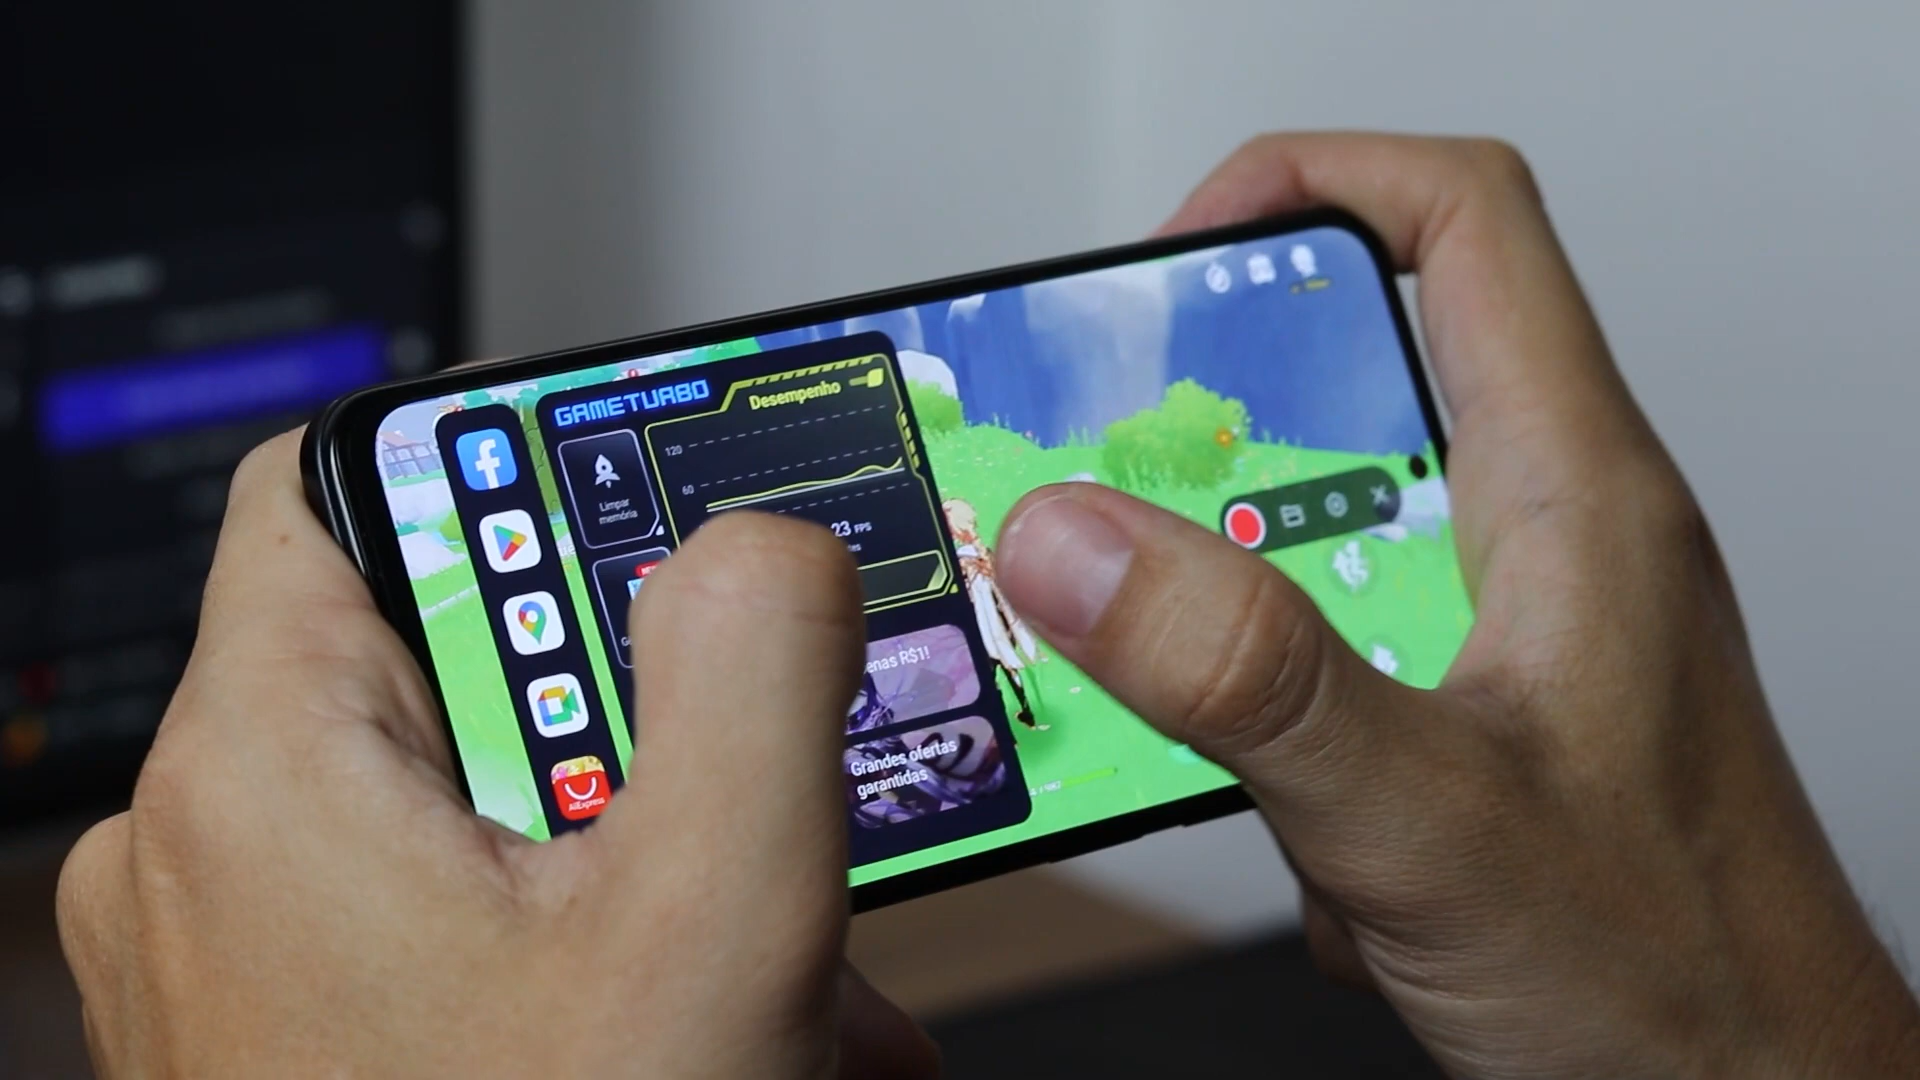 GAMETURBO
Desempenho
120
60
Limpar
memória
23 FPS
enas R$1!
Grandes ofertas
garantidas
AliExpress